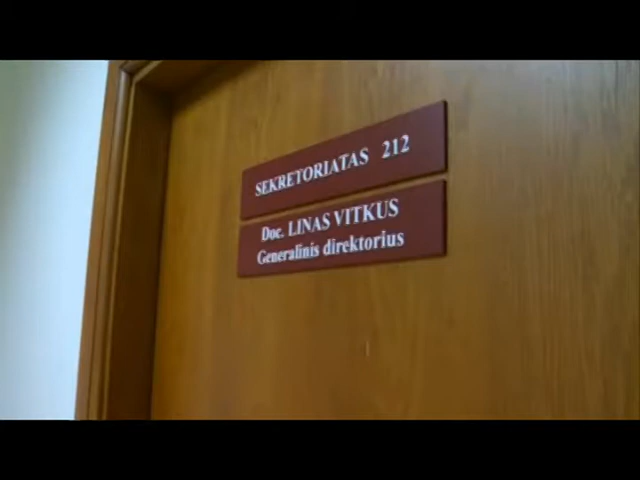 SEKRETORIATAS 212
Doc. LINAS VITKUS
Generalinis direktorius